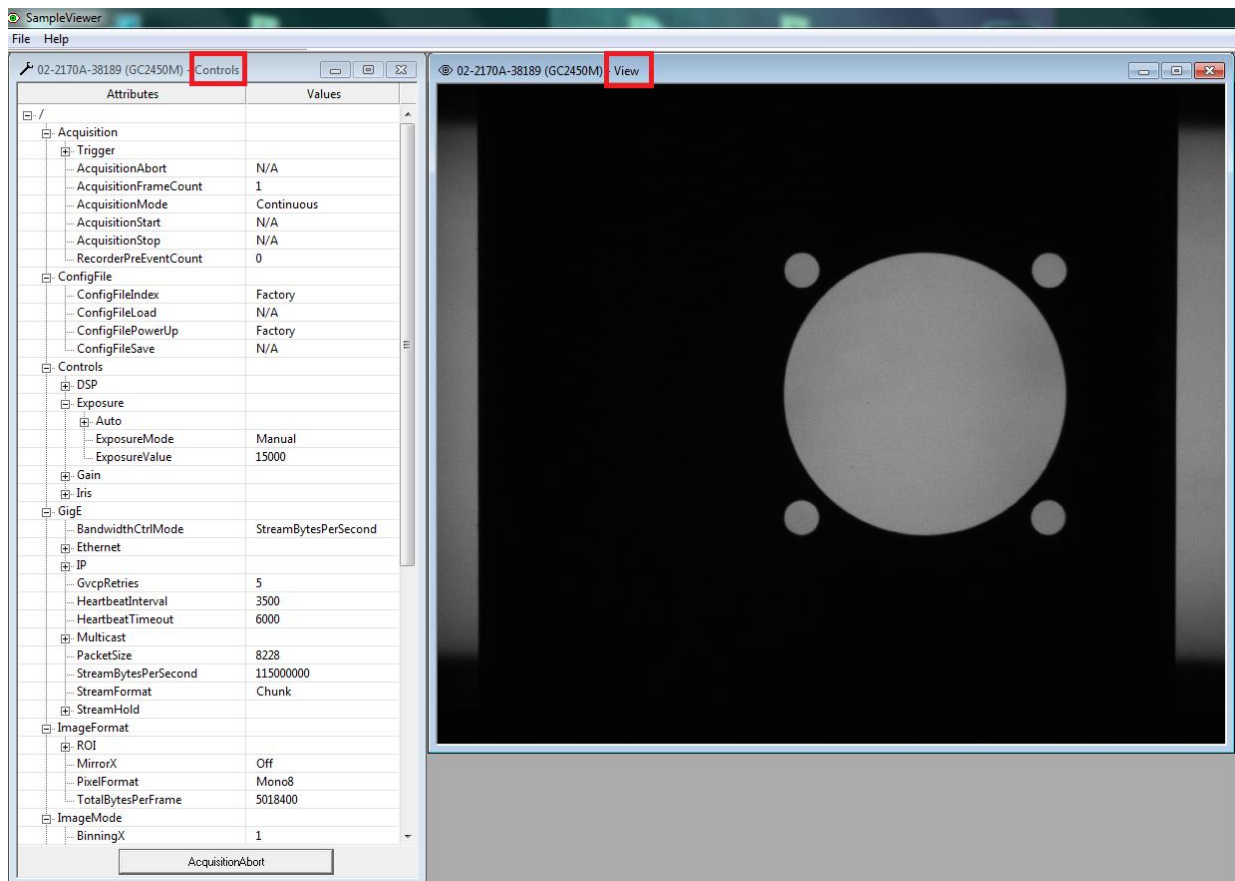 SampleViewer
File Help
02-2170A-38189 (GC2450M) - Controls
Attributes Values
/
Acquisition
Trigger
AcquisitionAbort N/A
AcquisitionFrameCount 1
AcquisitionMode Continuous
AcquisitionStart N/A
AcquisitionStop N/A
RecorderPreEventCount 0
ConfigFile
ConfigFileIndex Factory
ConfigFileLoad N/A
ConfigFilePowerUp Factory
ConfigFileSave N/A
Controls
DSP
Exposure
Auto
ExposureMode Manual
ExposureValue 15000
Gain
Iris
GigE
BandwidthCtrlMode StreamBytesPerSecond
Ethernet
IP
GvcpRetries 5
HeartbeatInterval 3500
HeartbeatTimeout 6000
Multicast
PacketSize 8228
StreamBytesPerSecond 115000000
StreamFormat Chunk
StreamHold
ImageFormat
ROI
MirrorX Off
PixelFormat Mono8
TotalBytesPerFrame 5018400
ImageMode
BinningX 1
AcquisitionAbort
02-2170A-38189 (GC2450M) - View